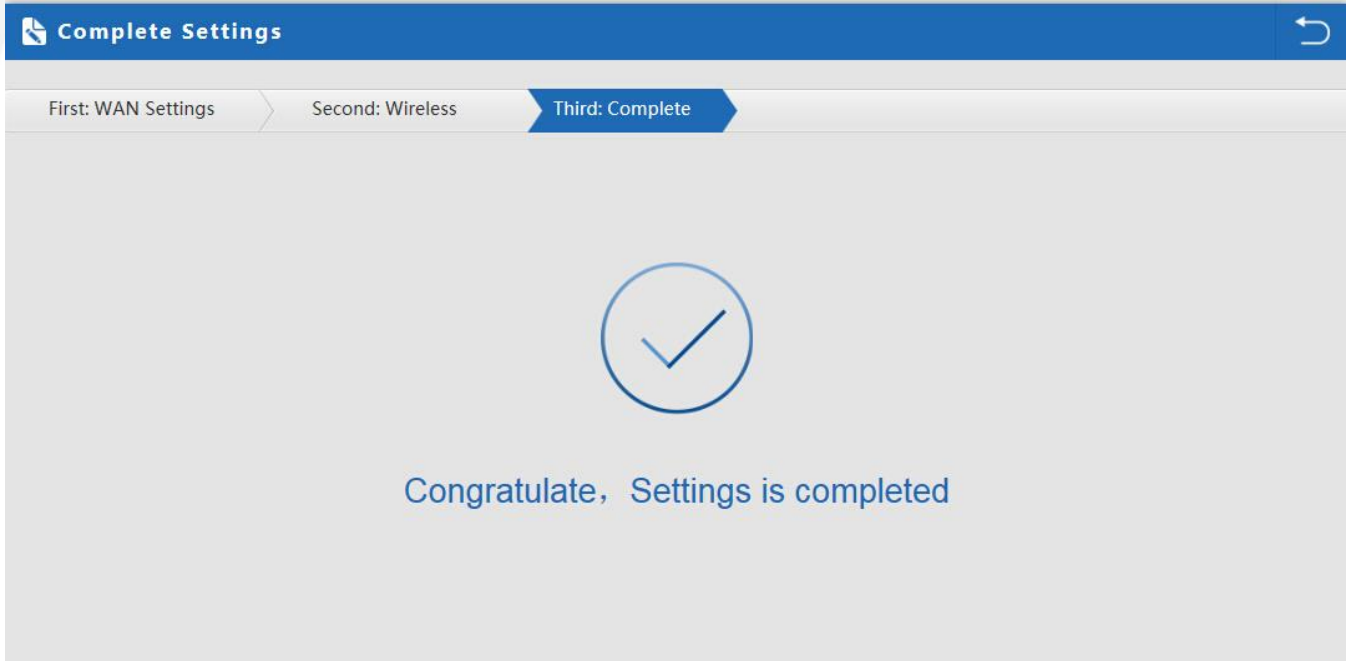 Complete Settings
First: WAN Settings Second: Wireless Third: Complete
Congratulate，Settings is completed